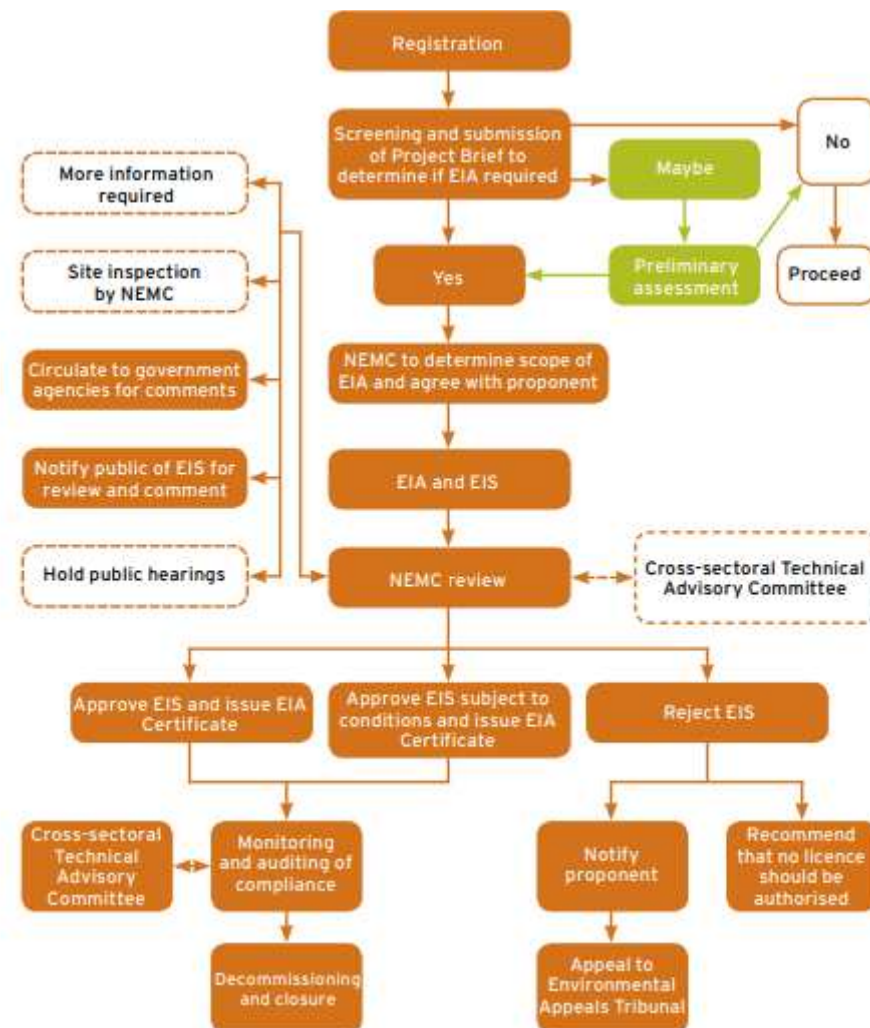 Registration
Screening and submission
of Project Brief to
determine if EIA required
No
Maybe
More information
required
Site inspection
by NEMC
Yes
Preliminary
assessment
Proceed
Circulate to government
agencies for comments
NEMC to determine scope of
EIA and agree with proponent
Notify public of EIS for
review and comment
EIA and EIS
Hold public hearings
NEMC review
Cross-sectoral Technical
Advisory Committee
Approve EIS and issue EIA
Certificate
Approve EIS subject to
conditions and issue EIA
Certificate
Reject EIS
Cross-sectoral
Technical
Advisory
Committee
Monitoring
and auditing of
compliance
Notify
proponent
Recommend
that no licence
should be
authorised
Decommissioning
and closure
Appeal to
Environmental
Appeals Tribunal